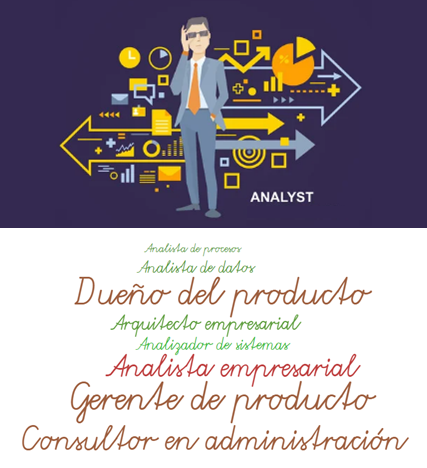 ANALYST
Analista de procesos
Analista de datos
Dueño del producto
Arquitecto empresarial
Analizador de sistemas
Analista empresarial
Gerente de producto
Consultor en administración